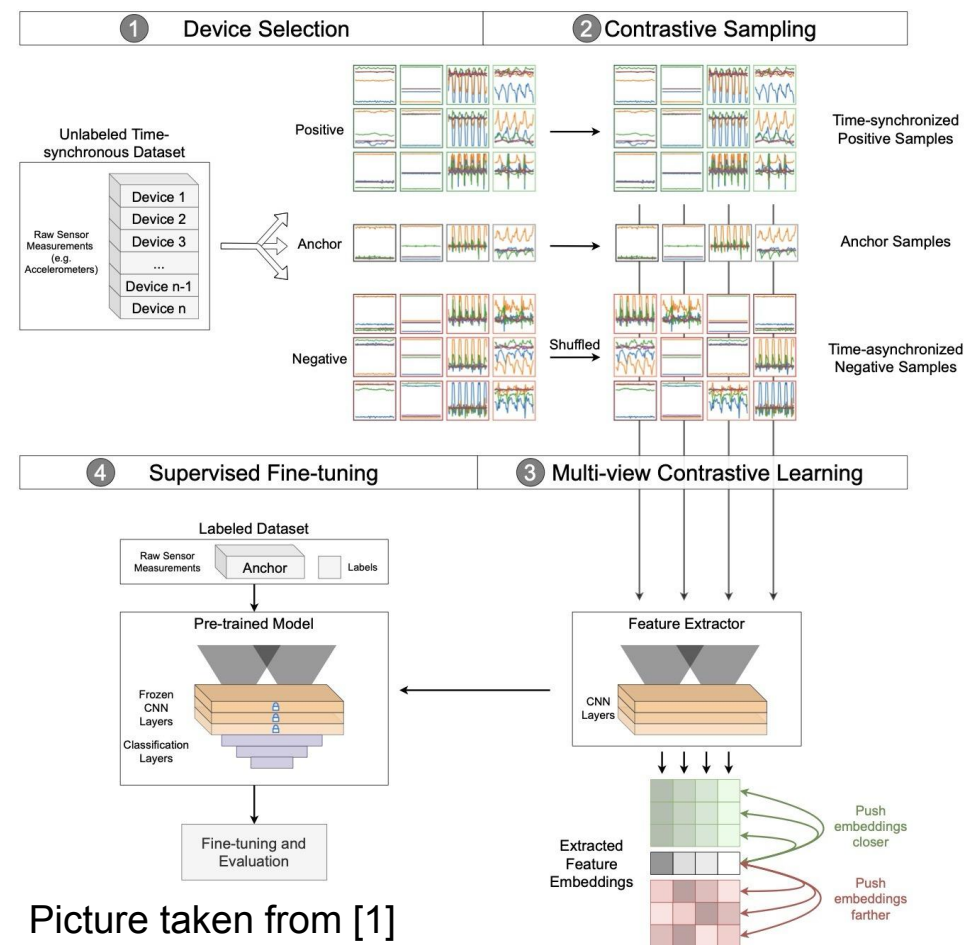 1 Device Selection
2 Contrastive Sampling
Unlabeled Time-
synchronous Dataset
Raw Sensor
Measurements
(e.g.
Accelerometers)
Device 1
Device 2
Device 3
...
Device n-1
Device n
Positive
Anchor
Negative
Shuffled
Time-synchronized
Positive Samples
Anchor Samples
Time-asynchronized
Negative Samples
4 Supervised Fine-tuning
3 Multi-view Contrastive Learning
Labeled Dataset
Raw Sensor
Measurements
Anchor
Labels
Pre-trained Model
Frozen
CNN
Layers
Classification
Layers
Fine-tuning and
Evaluation
Feature Extractor
CNN
Layers
Extracted
Feature
Embeddings
Push
embeddings
closer
Push
embeddings
farther
Picture taken from [1]